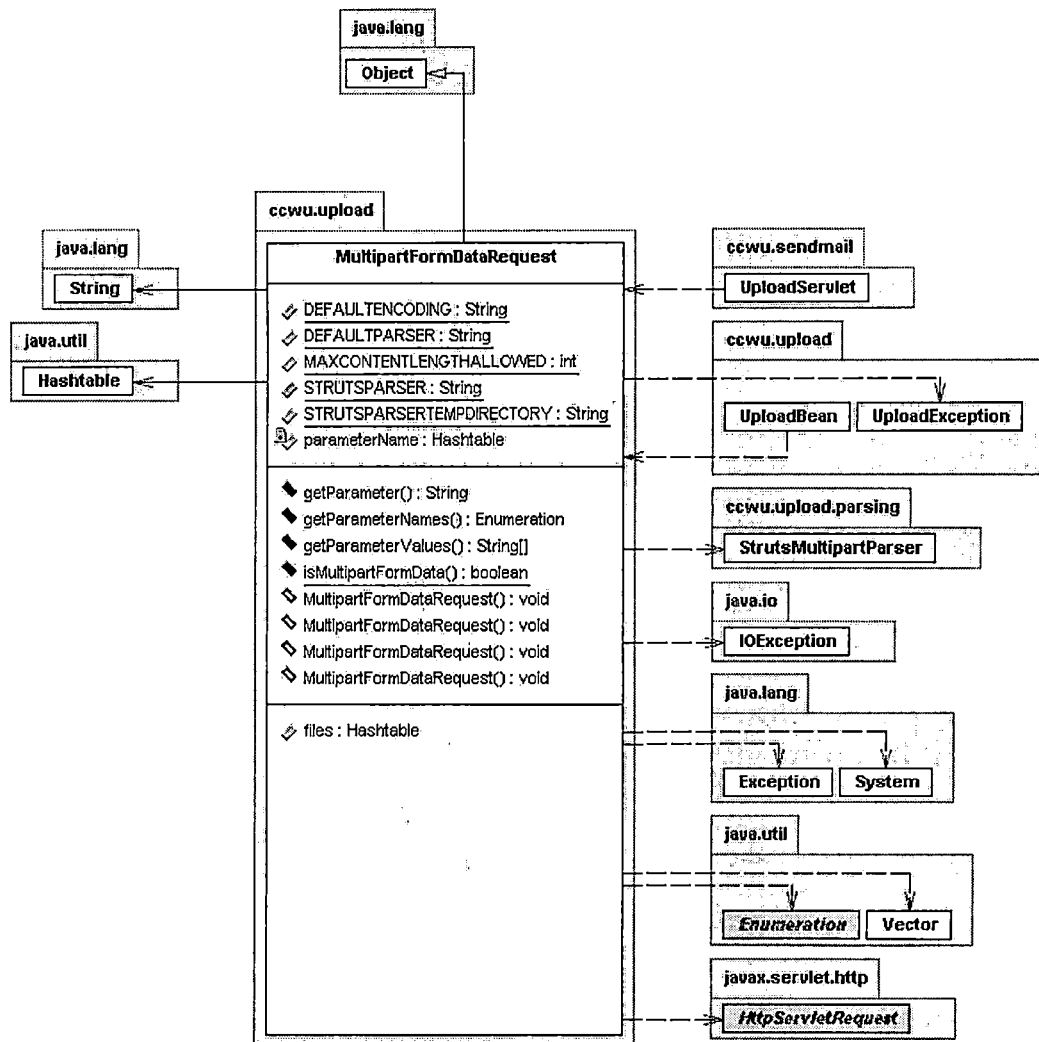 java.lang
Object
ccwu.upload
MultipartFormDataRequest
DEFAULTENCODING : String
DEFAULTPARSER : String
MAXCONTENTLENGTHALLOWED : int
STRUTSPARSER : String
STRUTSPARSERTEMPDIRECTORY : String
parameterName : Hashtable
getParameter() : String
getParameterNames() : Enumeration
getParameterValues() : String[]
isMultipartFormData() : boolean
MultipartFormDataRequest() : void
MultipartFormDataRequest() : void
MultipartFormDataRequest() : void
MultipartFormDataRequest() : void
files : Hashtable
java.lang
String
java.util
Hashtable
ccwu.sendmail
UploadServlet
ccwu.upload
UploadBean
UploadException
ccwu.upload.parsing
StrutsMultipartParser
java.io
IOException
java.lang
Exception
System
java.util
Enumeration
Vector
javax.servlet.http
HttpServletRequest